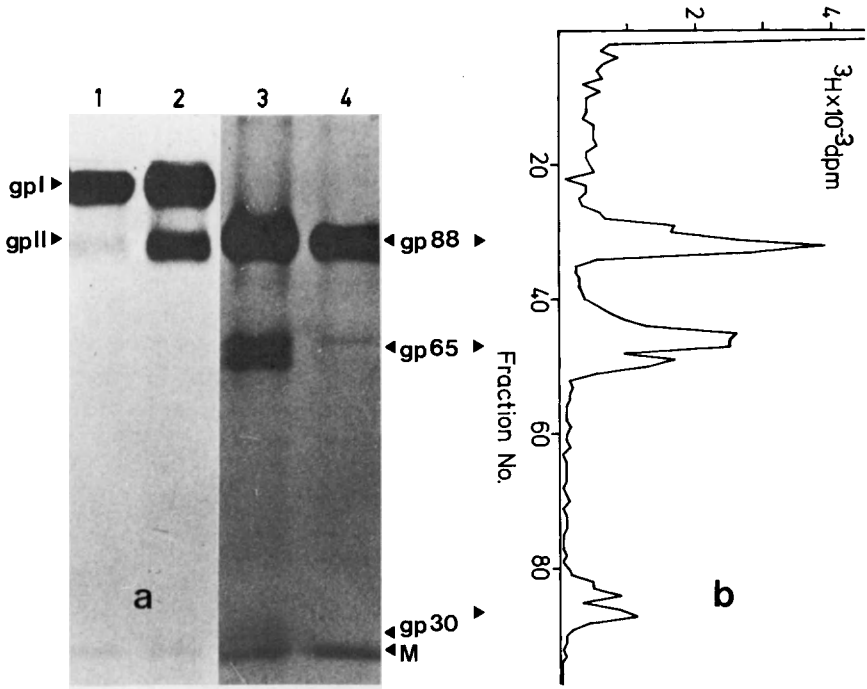 1 2 3 4
gpI
gpII
gp88
gp65
gp30
M
a
2 4
³H×10⁻³dpm
20
40
60
80
Fraction No.
b